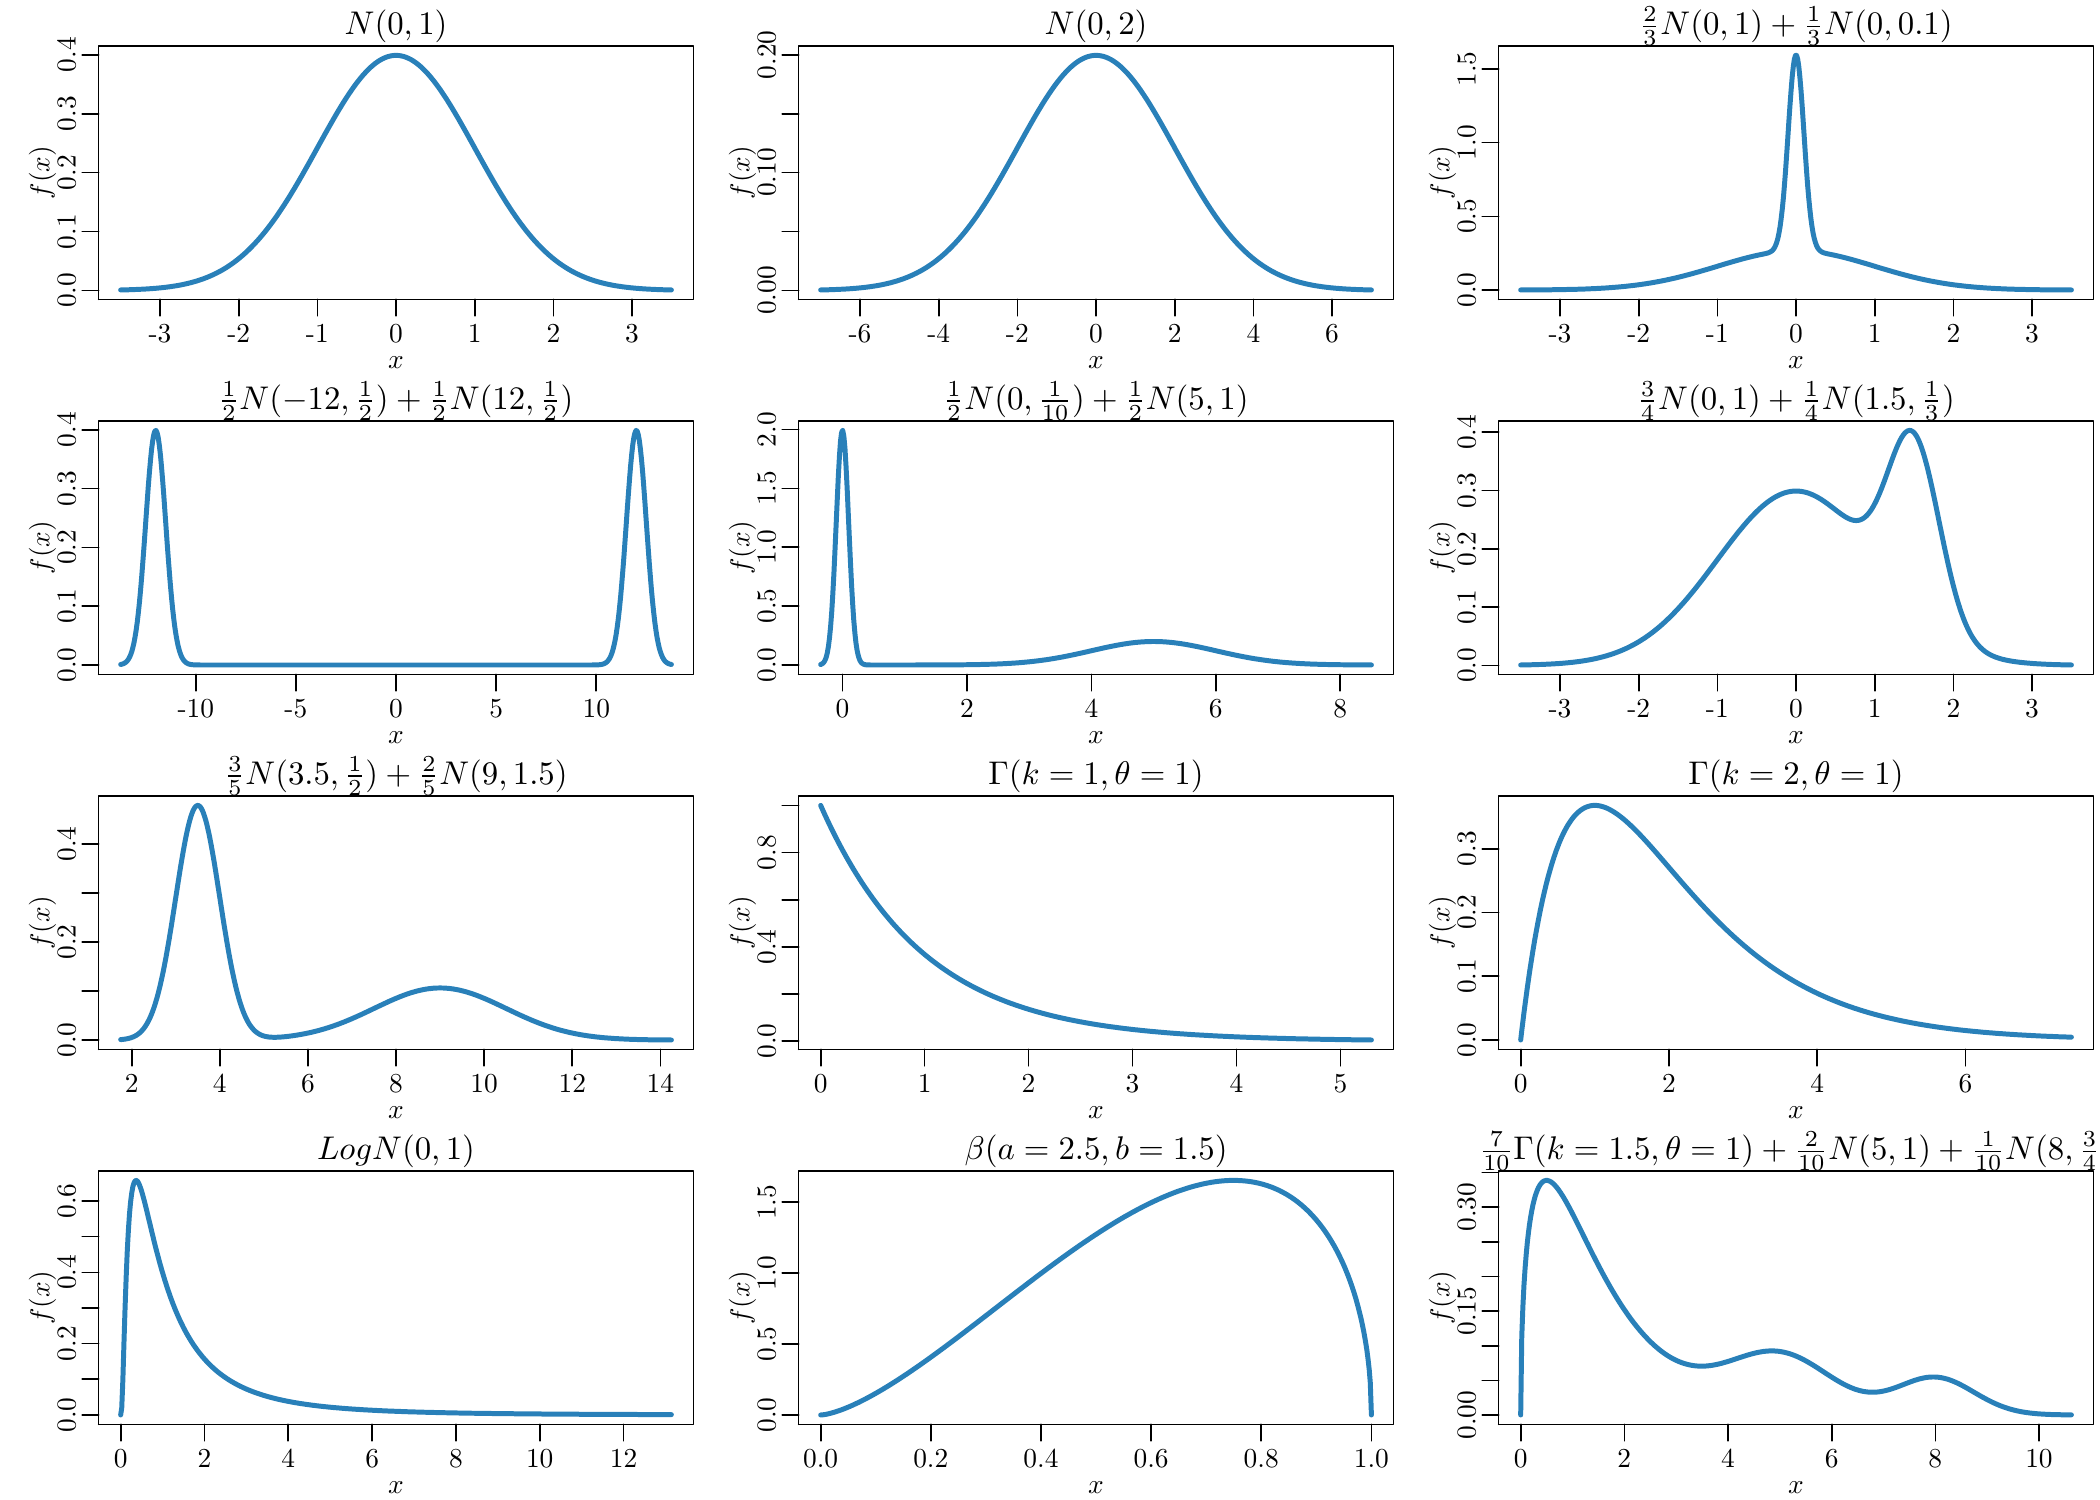 N(0, 1)
f(x)
0.0 0.1 0.2 0.3 0.4
-3 -2 -1 0 1 2 3
x
N(0, 2)
f(x)
0.00 0.10 0.20
-6 -4 -2 0 2 4 6
x
2/3 N(0, 1) + 1/3 N(0, 0.1)
f(x)
0.0 0.5 1.0 1.5
-3 -2 -1 0 1 2 3
x
1/2 N(−12, 1/2) + 1/2 N(12, 1/2)
f(x)
0.0 0.1 0.2 0.3 0.4
-10 -5 0 5 10
x
1/2 N(0, 1/10) + 1/2 N(5, 1)
f(x)
0.0 0.5 1.0 1.5 2.0
0 2 4 6 8
x
3/4 N(0, 1) + 1/4 N(1.5, 1/3)
f(x)
0.0 0.1 0.2 0.3 0.4
-3 -2 -1 0 1 2 3
x
3/5 N(3.5, 1/2) + 2/5 N(9, 1.5)
f(x)
0.0 0.2 0.4
2 4 6 8 10 12 14
x
Γ(k = 1, θ = 1)
f(x)
0.0 0.4 0.8
0 1 2 3 4 5
x
Γ(k = 2, θ = 1)
f(x)
0.0 0.1 0.2 0.3
0 2 4 6
x
LogN(0, 1)
f(x)
0.0 0.2 0.4 0.6
0 2 4 6 8 10 12
x
β(a = 2.5, b = 1.5)
f(x)
0.0 0.5 1.0 1.5
0.0 0.2 0.4 0.6 0.8 1.0
x
7/10 Γ(k = 1.5, θ = 1) + 2/10 N(5, 1) + 1/10 N(8, 3/4
f(x)
0.00 0.15 0.30
0 2 4 6 8 10
x